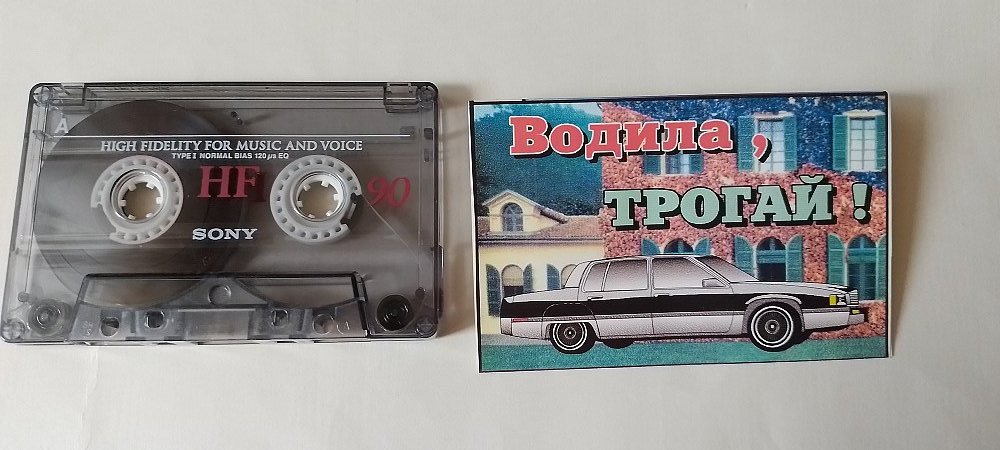 A
HIGH FIDELITY FOR MUSIC AND VOICE
TYPE I NORMAL BIAS 120 µs EQ
HF 90
SONY
Водила,
ТРОГАЙ!